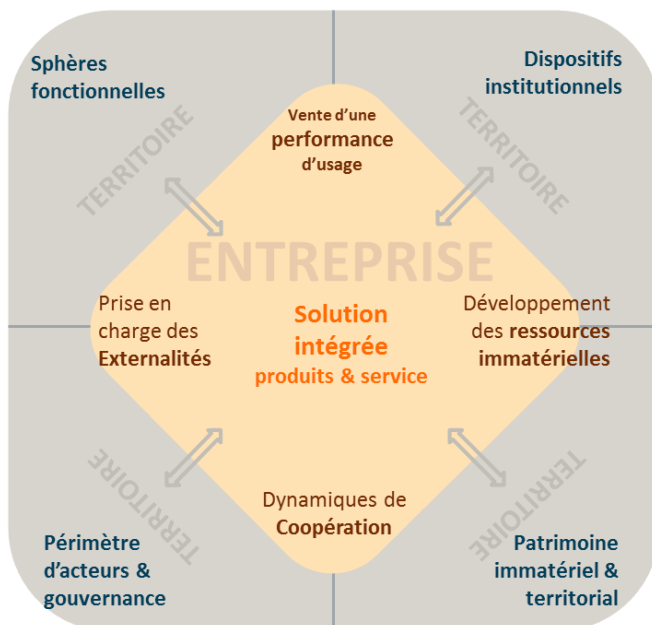 Sphères
fonctionnelles
Dispositifs
institutionnels
TERRITOIRE
TERRITOIRE
Vente d'une
performance
d'usage
ENTREPRISE
Prise en
charge des
Externalités
Solution
intégrée
produits & service
Développement
des ressources
immatérielles
TERRITOIRE
TERRITOIRE
Dynamiques de
Coopération
Périmètre
d'acteurs &
gouvernance
Patrimoine
immatériel &
territorial